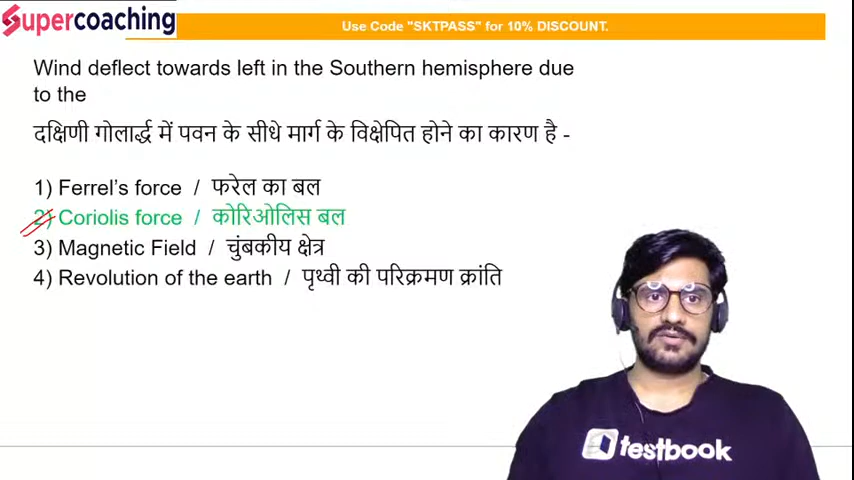 Supercoaching
Use Code "SKTPASS" for 10% DISCOUNT.
Wind deflect towards left in the Southern hemisphere due
to the
दक्षिणी गोलार्द्ध में पवन के सीधे मार्ग के विक्षेपित होने का कारण है -
1) Ferrel's force / फरेल का बल
2) Coriolis force / कोरिओलिस बल
3) Magnetic Field / चुंबकीय क्षेत्र
4) Revolution of the earth / पृथ्वी की परिक्रमण क्रांति
testbook